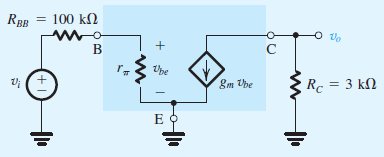 R_BB = 100 kΩ
B
+
r_π
v_be
−
g_m v_be
C
v_o
R_C = 3 kΩ
v_i
+
−
E